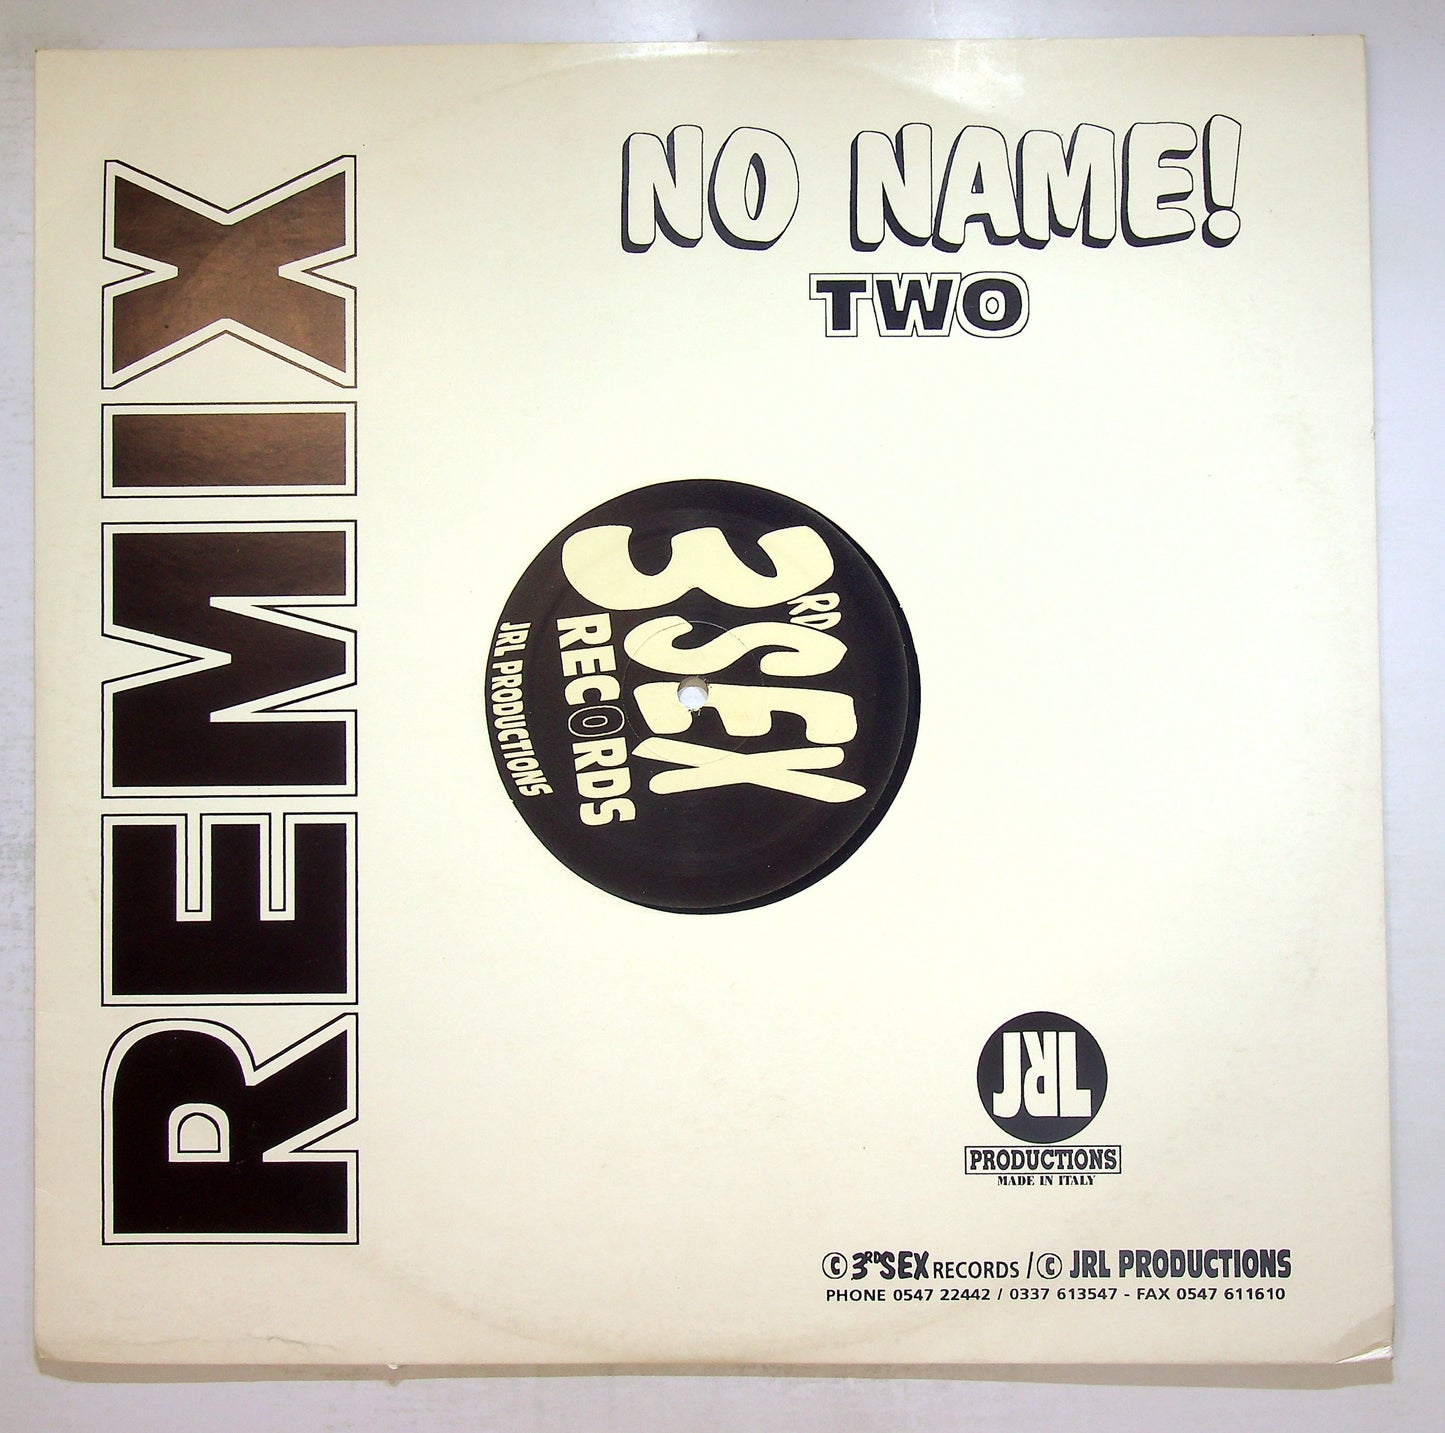 REMIX
NO NAME!
TWO
3RD SEX
RECORDS
JRL PRODUCTIONS
JRL
PRODUCTIONS
MADE IN ITALY
© 3RD SEX RECORDS / © JRL PRODUCTIONS
PHONE 0547 22442 / 0337 613547 - FAX 0547 611610